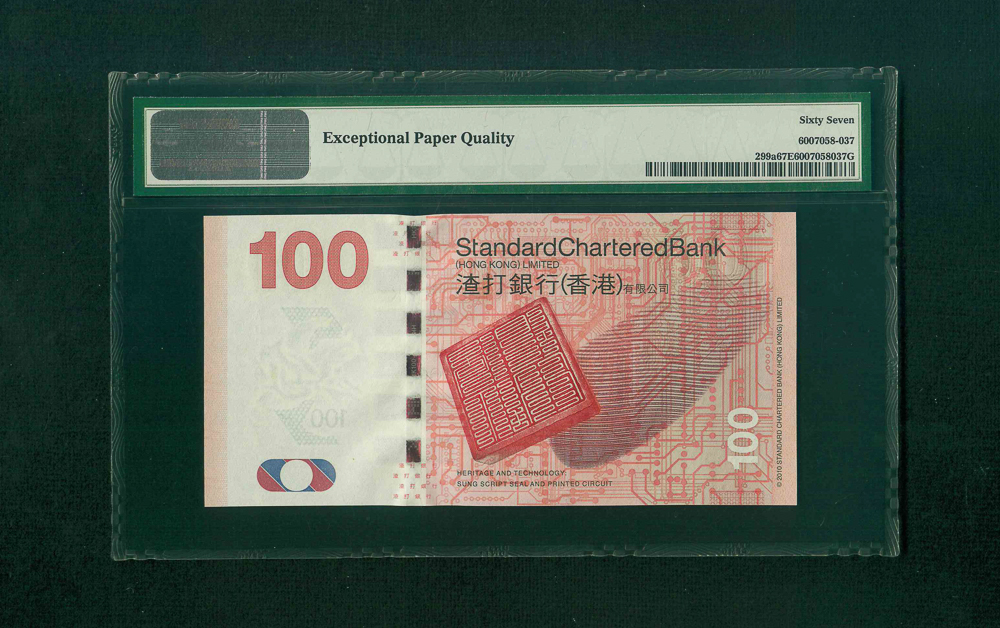 Exceptional Paper Quality
Sixty Seven
6007058-037
299a67E6007058037G
100
StandardCharteredBank
(HONG KONG) LIMITED
渣打銀行(香港)有限公司
100
HERITAGE AND TECHNOLOGY:
SUNG SCRIPT SEAL AND PRINTED CIRCUIT
100
© 2010 STANDARD CHARTERED BANK (HONG KONG) LIMITED